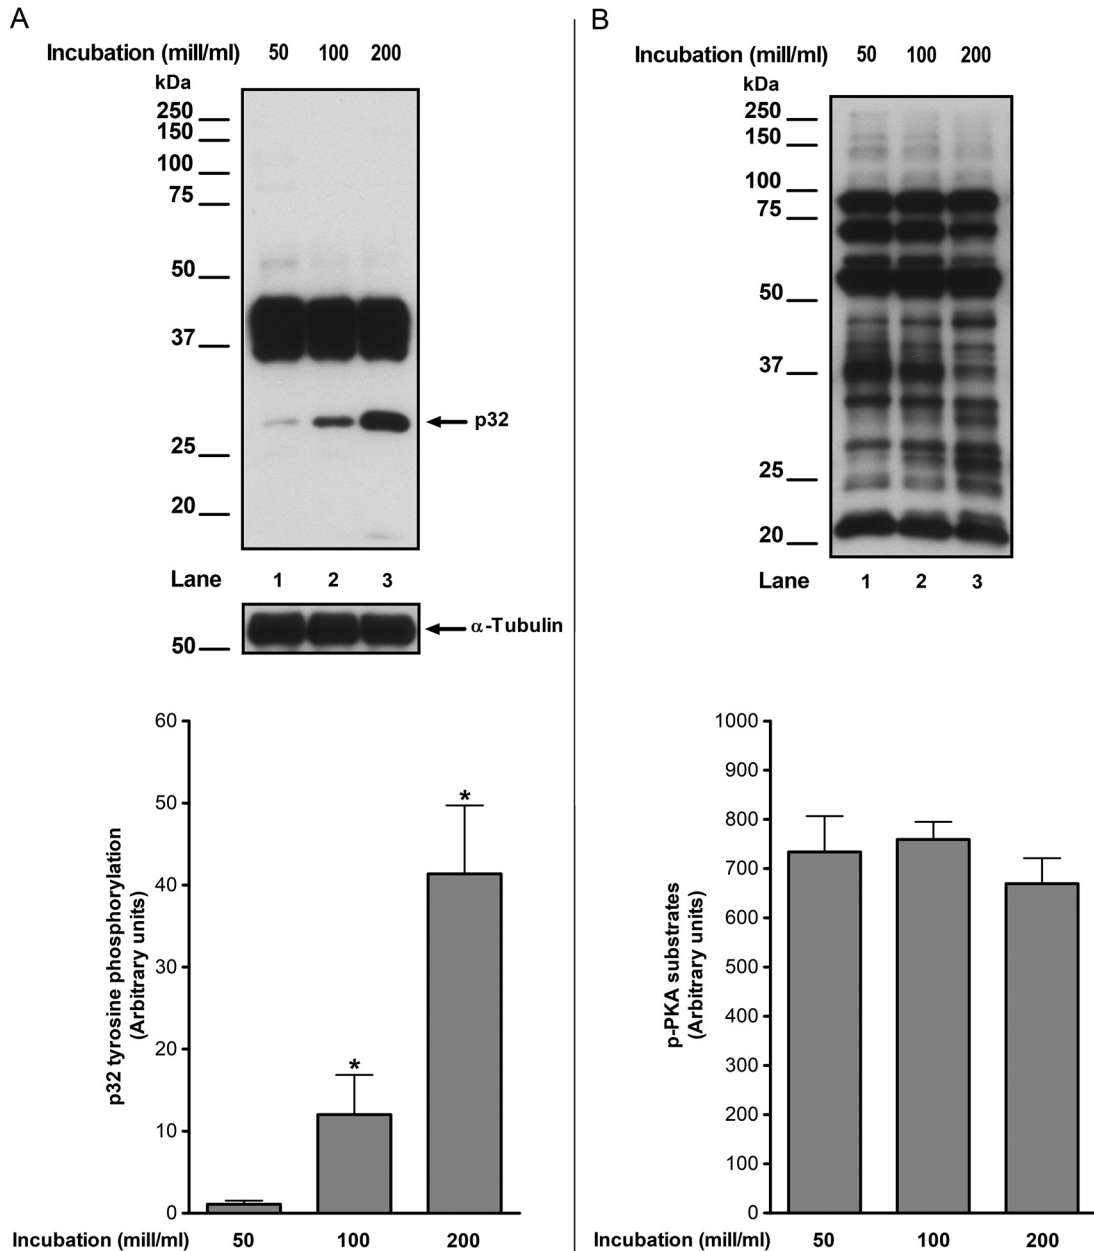 A
Incubation (mill/ml) 50 100 200
kDa
250
150
100
75
50
37
p32
25
20
Lane 1 2 3
α-Tubulin
50
60
50
40
30
20
10
0
p32 tyrosine phosphorylation
(Arbitrary units)
*
*
Incubation (mill/ml) 50 100 200
B
Incubation (mill/ml) 50 100 200
kDa
250
150
100
75
50
37
25
20
Lane 1 2 3
1000
900
800
700
600
500
400
300
200
100
0
p-PKA substrates
(Arbitrary units)
Incubation (mill/ml) 50 100 200